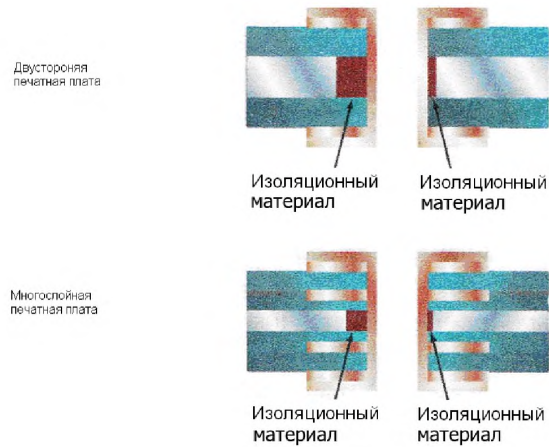 Двустороняя
печатная плата
Изоляционный
материал
Изоляционный
материал
Многослойная
печатная плата
Изоляционный
материал
Изоляционный
материал